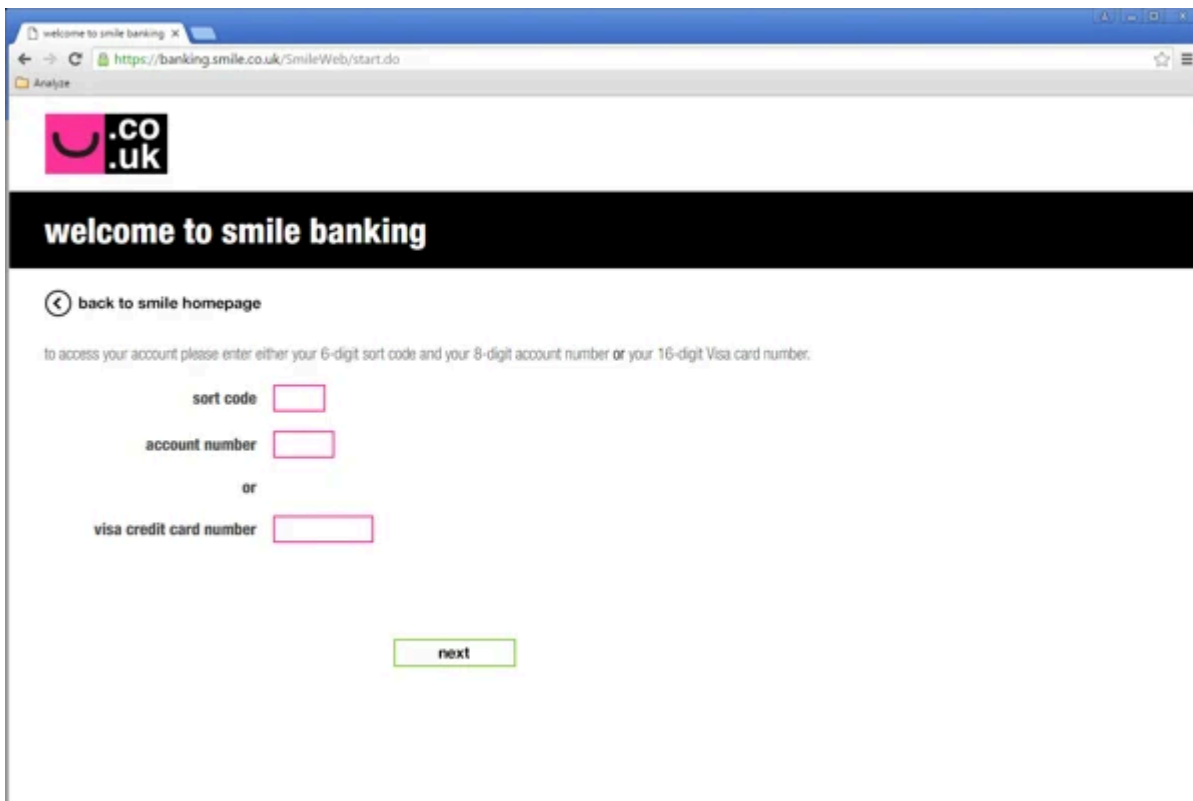 welcome to smile banking
https://banking.smile.co.uk/SmileWeb/start.do
Analyze
.co
.uk
welcome to smile banking
back to smile homepage
to access your account please enter either your 6-digit sort code and your 8-digit account number or your 16-digit Visa card number.
sort code
account number
or
visa credit card number
next